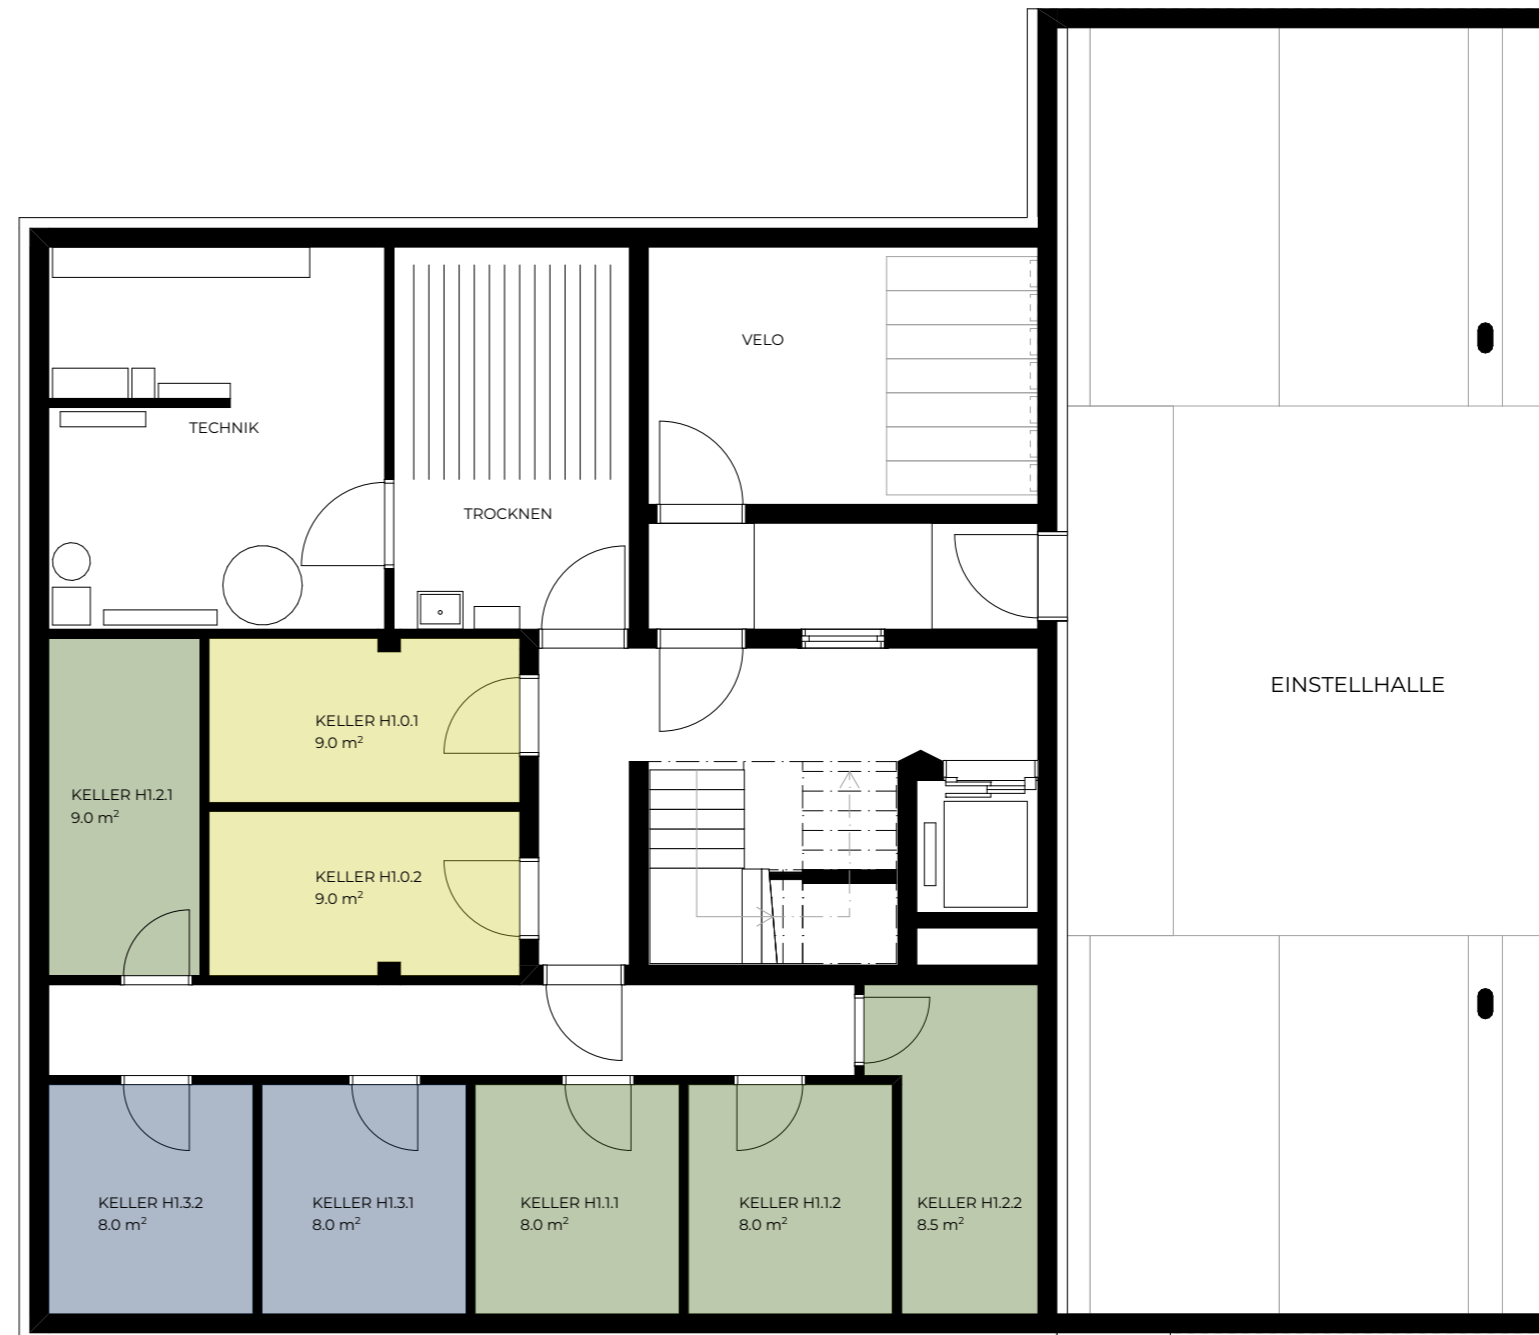 VELO
TECHNIK
TROCKNEN
EINSTELLHALLE
KELLER H1.0.1
9.0 m²
KELLER H1.2.1
9.0 m²
KELLER H1.0.2
9.0 m²
KELLER H1.3.2
8.0 m²
KELLER H1.3.1
8.0 m²
KELLER H1.1.1
8.0 m²
KELLER H1.1.2
8.0 m²
KELLER H1.2.2
8.5 m²